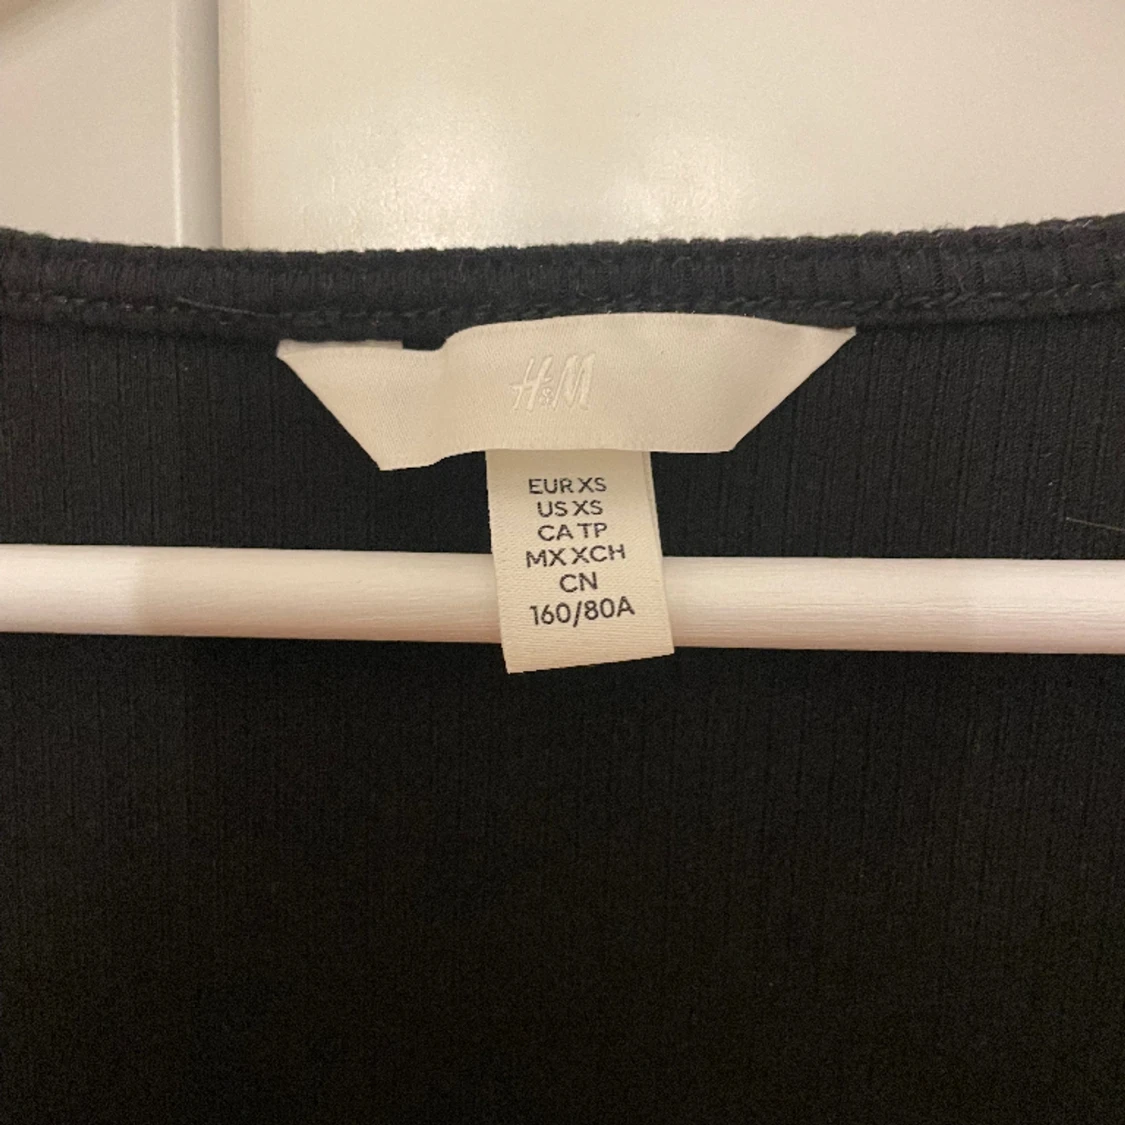 H&M
EUR XS
US XS
CA TP
MX XCH
CN
160/80A